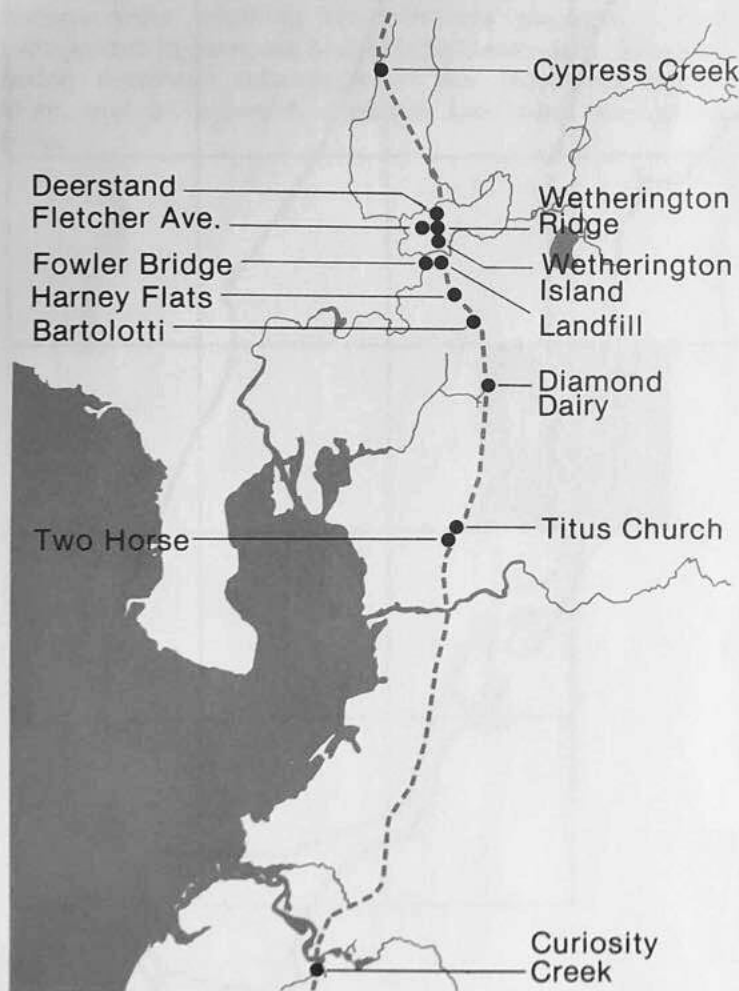 Cypress Creek
Deerstand
Fletcher Ave.
Wetherington
Ridge
Fowler Bridge
Wetherington
Island
Harney Flats
Landfill
Bartolotti
Diamond
Dairy
Two Horse
Titus Church
Curiosity
Creek